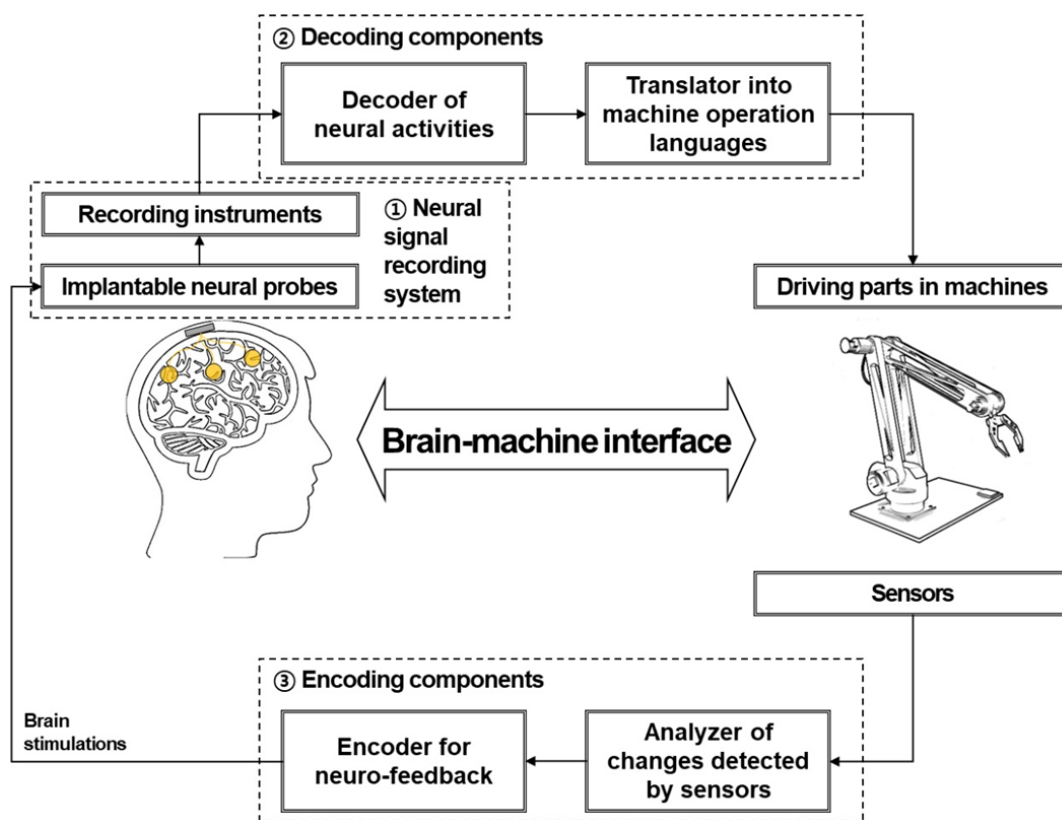 ② Decoding components
Decoder of
neural activities
Translator into
machine operation
languages
Recording instruments
① Neural
signal
recording
system
Implantable neural probes
Driving parts in machines
Brain-machine interface
Sensors
③ Encoding components
Brain
stimulations
Encoder for
neuro-feedback
Analyzer of
changes detected
by sensors